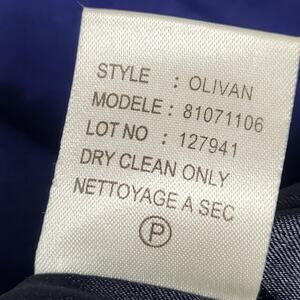 STYLE : OLIVAN
MODELE : 81071106
LOT NO : 127941
DRY CLEAN ONLY
NETTOYAGE A SEC
P